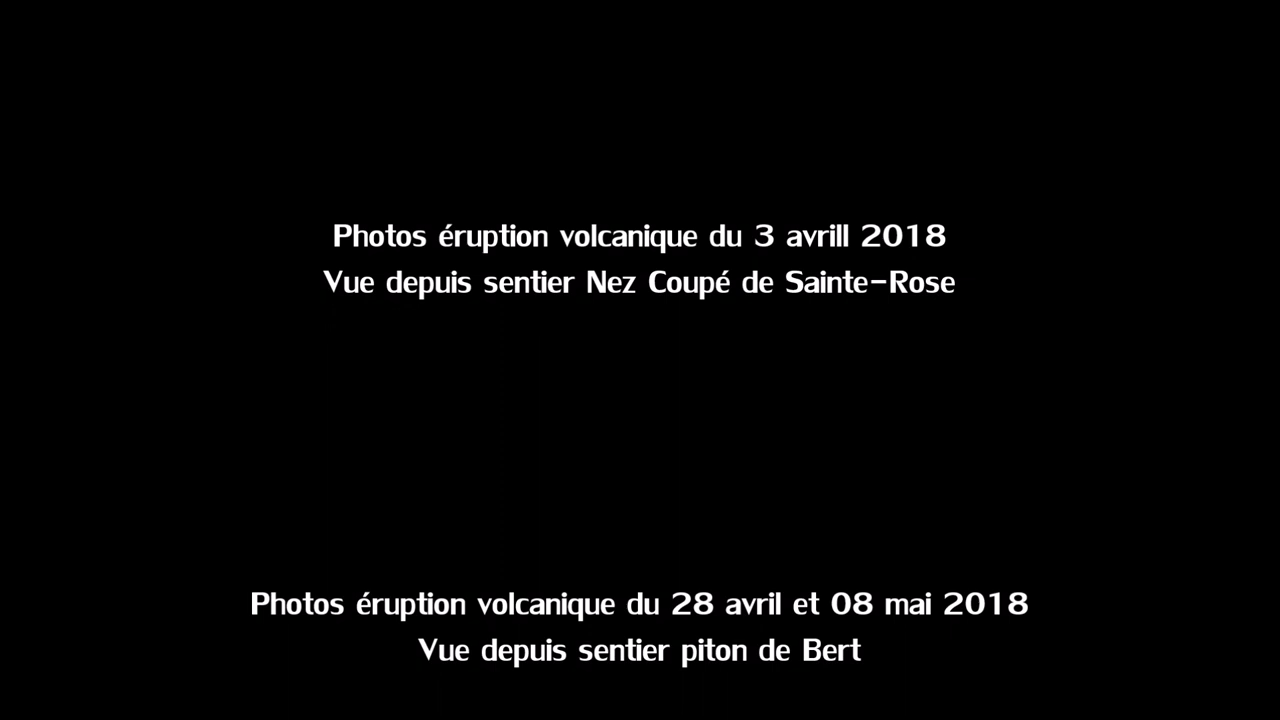 Photos éruption volcanique du 3 avrill 2018
Vue depuis sentier Nez Coupé de Sainte-Rose
Photos éruption volcanique du 28 avril et 08 mai 2018
Vue depuis sentier piton de Bert